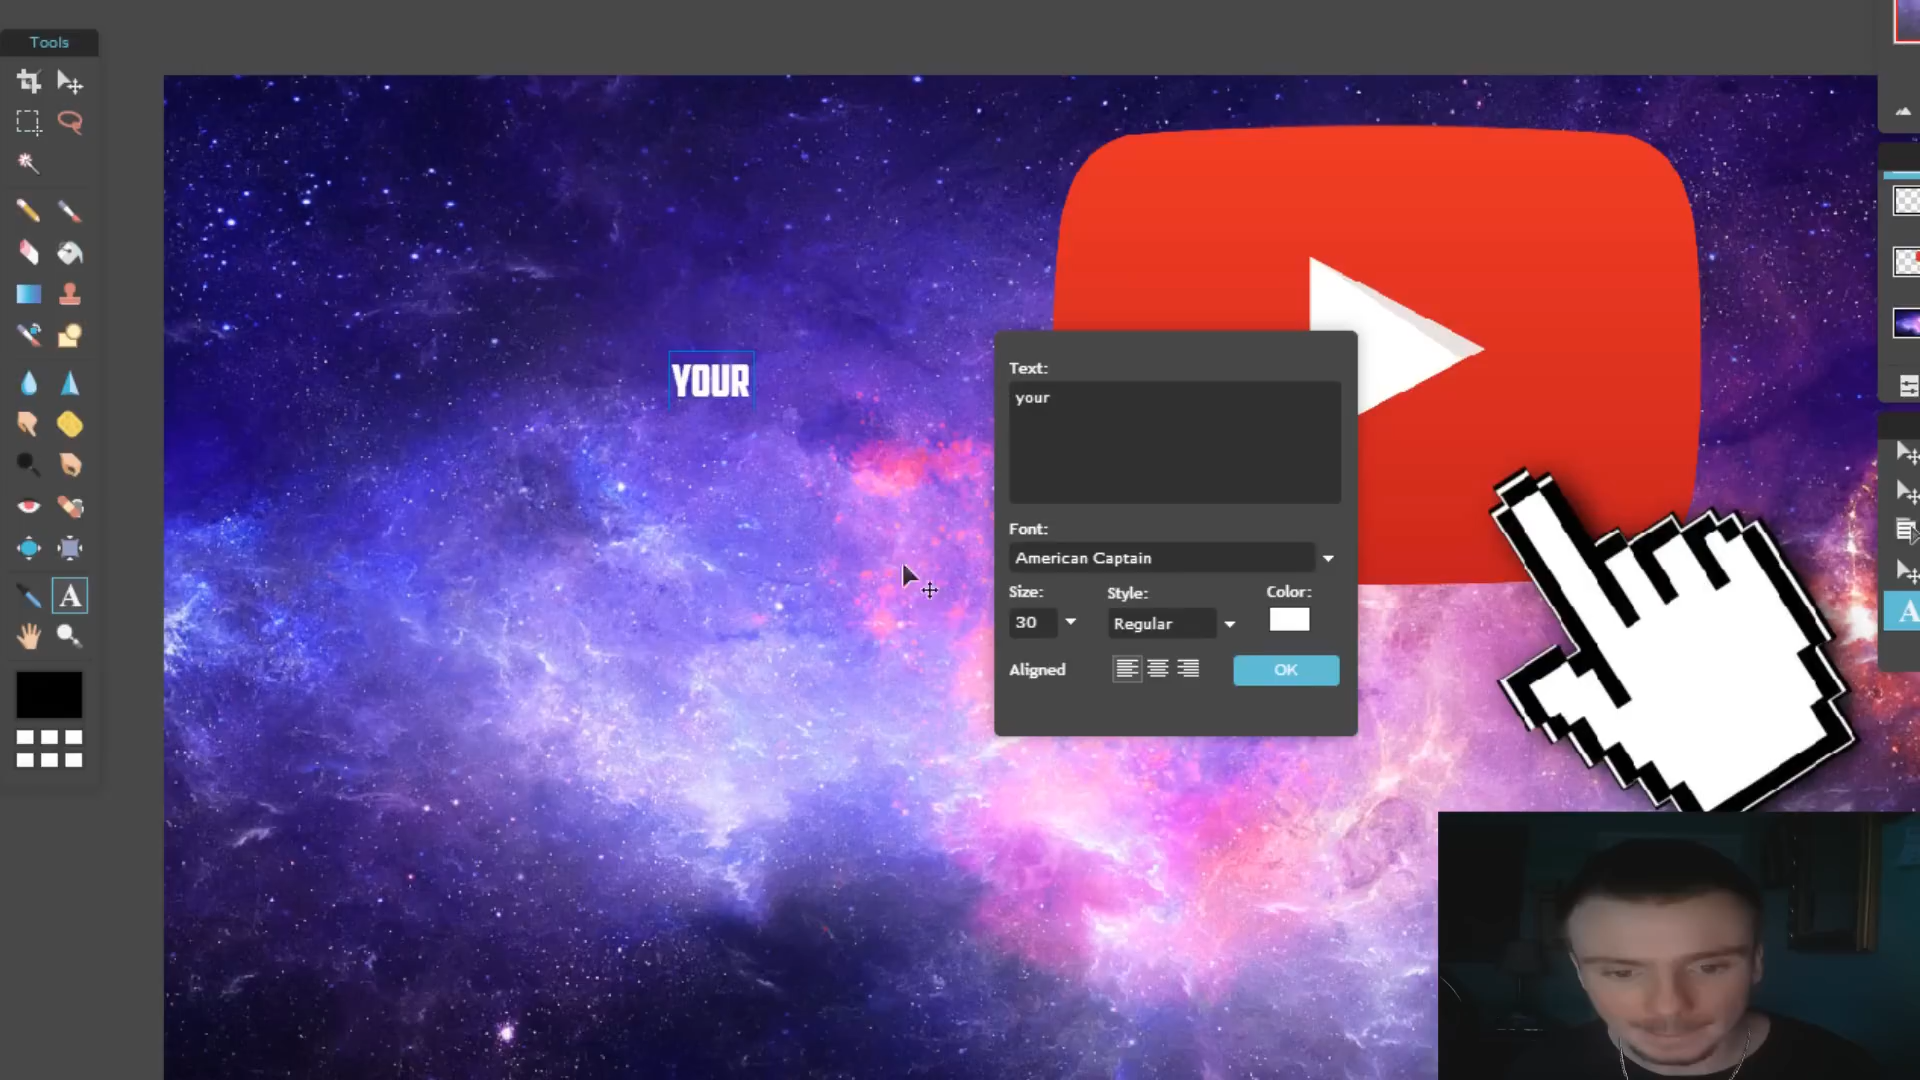 Tools
YOUR
Text:
your
Font:
American Captain
Size:
Style:
Color:
30
Regular
Aligned
OK
A
A